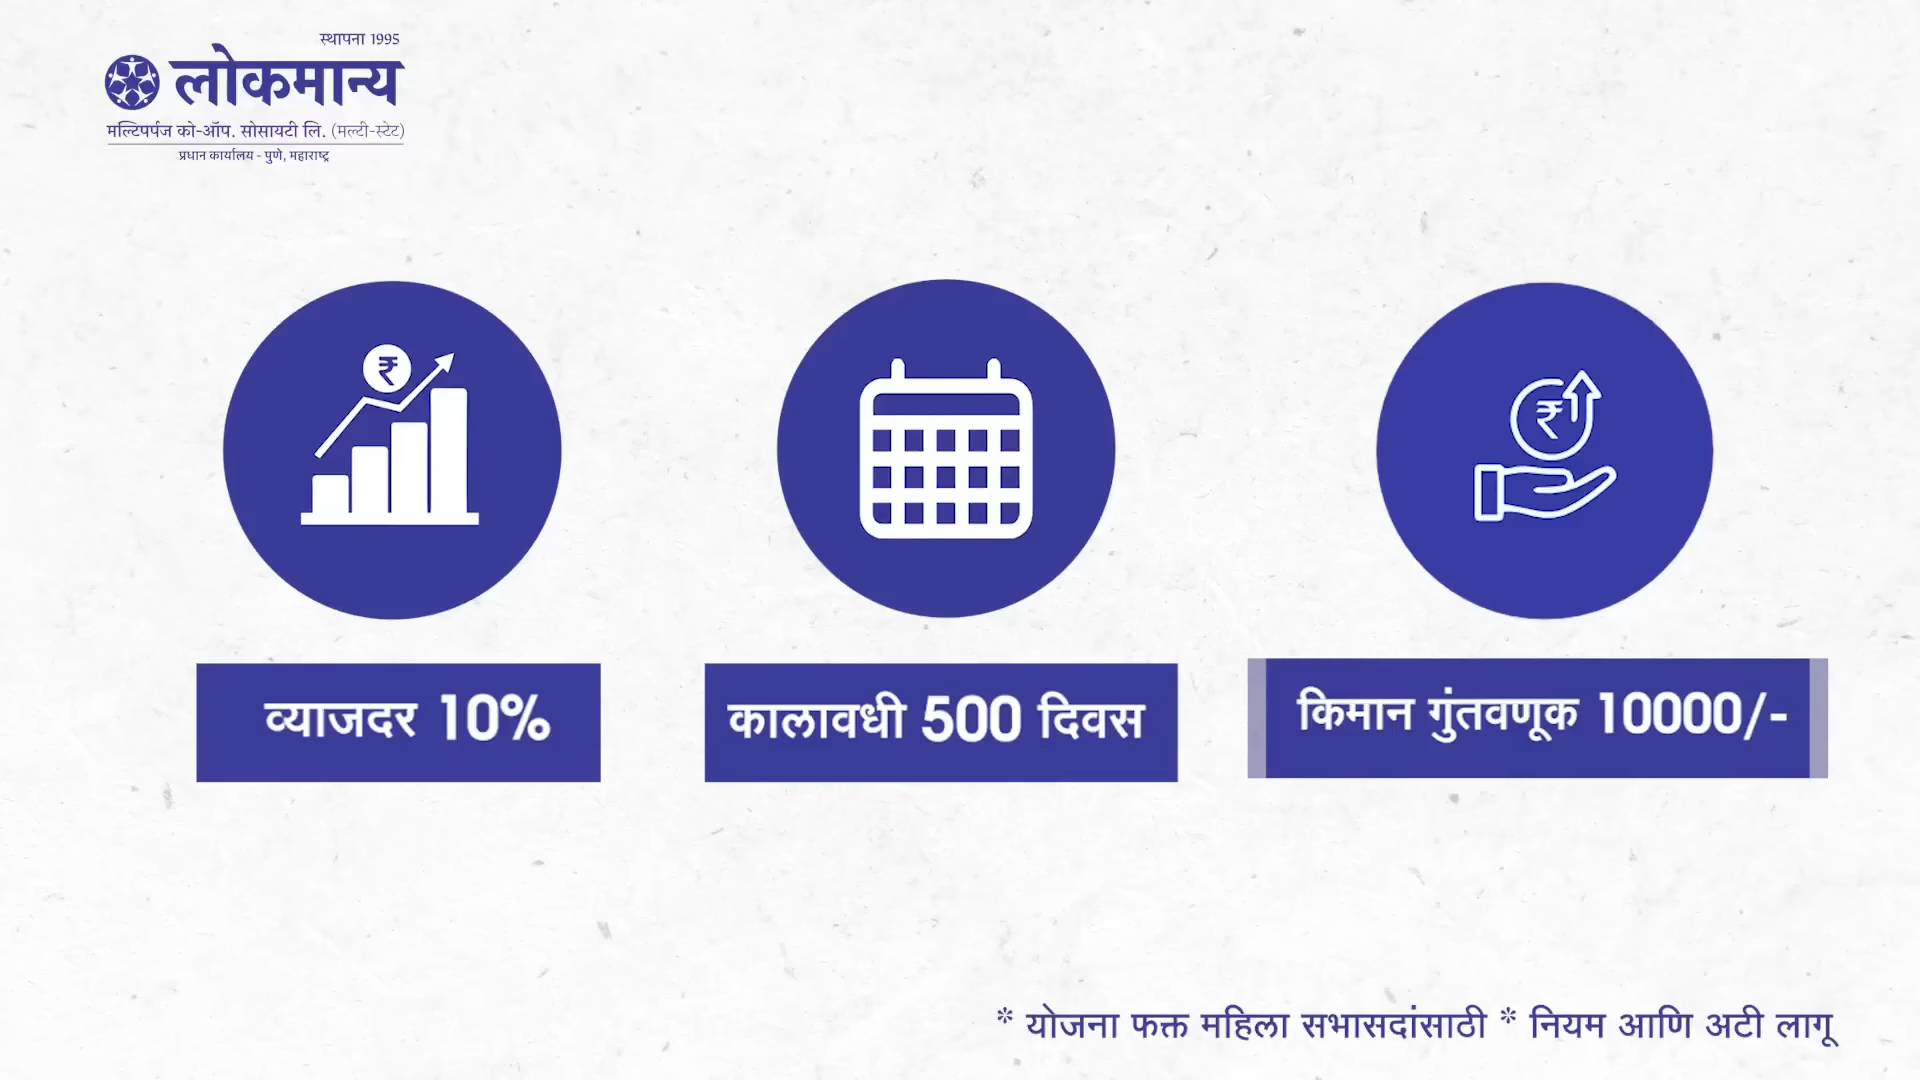 स्थापना 1995
लोकमान्य
मल्टिपर्पज को-ऑप. सोसायटी लि. (मल्टी-स्टेट)
प्रधान कार्यालय - पुणे, महाराष्ट्र
₹
₹
व्याजदर 10%
कालावधी 500 दिवस
किमान गुंतवणूक 10000/-
* योजना फक्त महिला सभासदांसाठी * नियम आणि अटी लागू